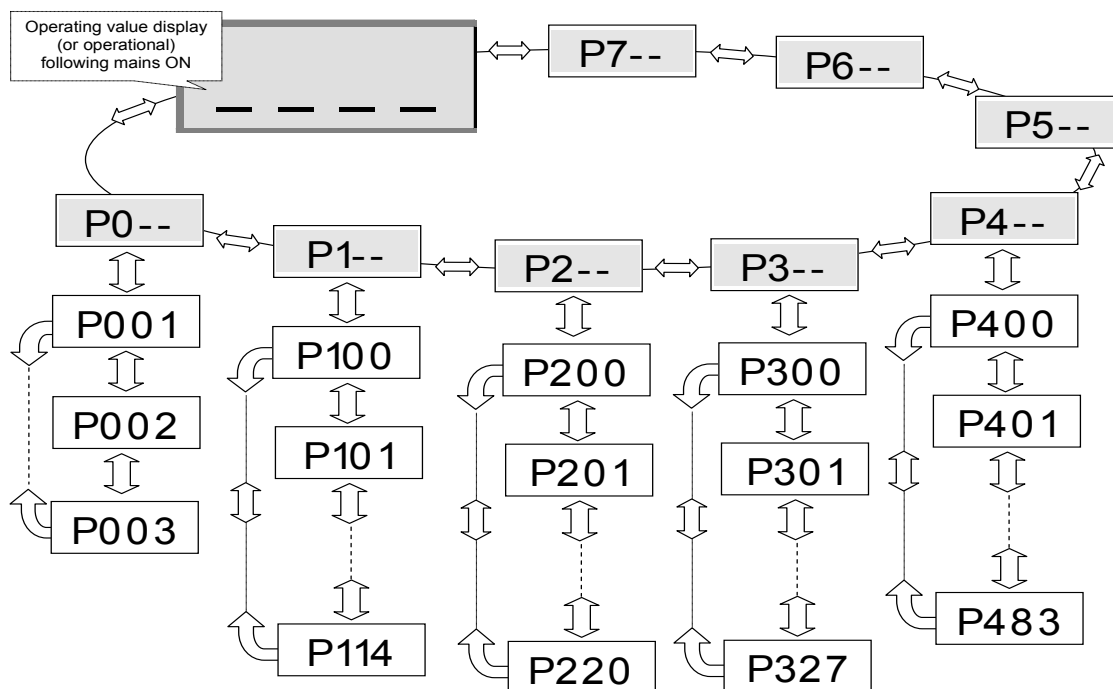 Operating value display
(or operational)
following mains ON
_ _ _ _
P7--
P6--
P5--
P0--
P1--
P2--
P3--
P4--
P001
P002
P003
P100
P101
P114
P200
P201
P220
P300
P301
P327
P400
P401
P483